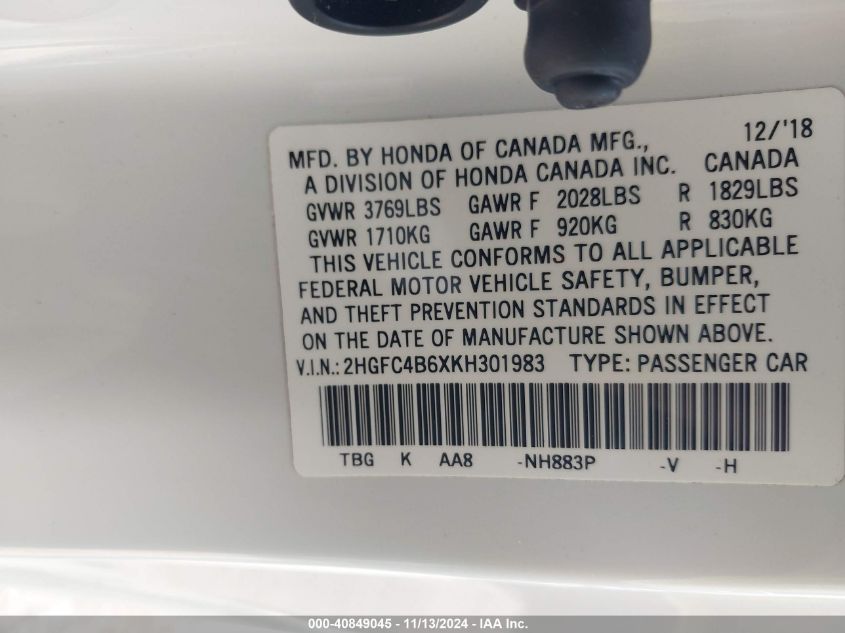 MFD. BY HONDA OF CANADA MFG., 12/'18
A DIVISION OF HONDA CANADA INC. CANADA
GVWR 3769LBS GAWR F 2028LBS R 1829LBS
GVWR 1710KG GAWR F 920KG R 830KG
THIS VEHICLE CONFORMS TO ALL APPLICABLE
FEDERAL MOTOR VEHICLE SAFETY, BUMPER,
AND THEFT PREVENTION STANDARDS IN EFFECT
ON THE DATE OF MANUFACTURE SHOWN ABOVE.
V.I.N.: 2HGFC4B6XKH301983 TYPE: PASSENGER CAR
TBG K AA8 -NH883P -V -H
000-40849045 - 11/13/2024 - IAA Inc.